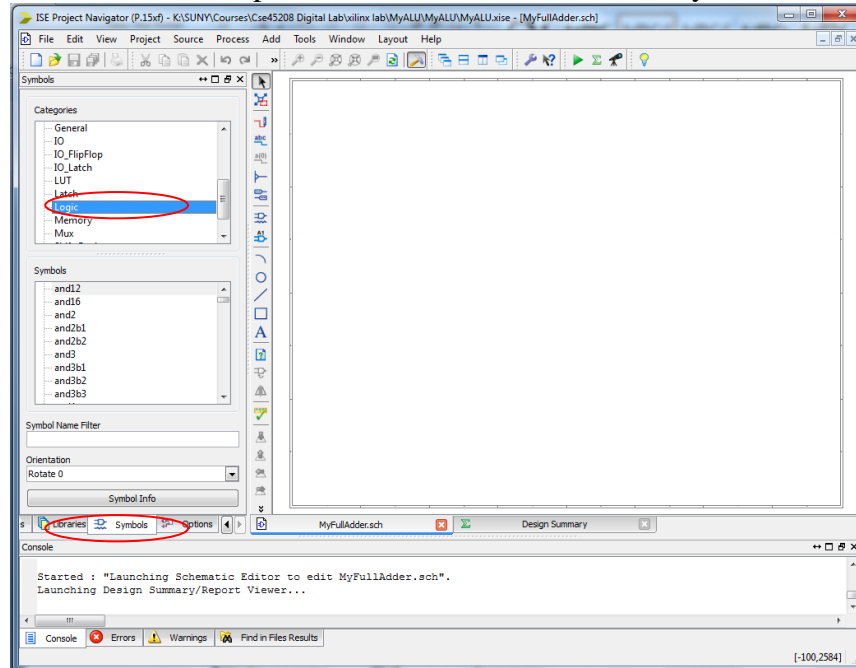 ISE Project Navigator (P.15xf) - K:\SUNY\Courses\Cse45208 Digital Lab\xilinx lab\MyALU\MyALU\MyALU.xise - [MyFullAdder.sch]
File Edit View Project Source Process Add Tools Window Layout Help
Symbols
Categories
General
IO
IO_FlipFlop
IO_Latch
LUT
Latch
Logic
Memory
Mux
Symbols
and12
and16
and2
and2b1
and2b2
and3
and3b1
and3b2
and3b3
Symbol Name Filter
Orientation
Rotate 0
Symbol Info
s Libraries Symbols Options MyFullAdder.sch Design Summary
Console
Started : "Launching Schematic Editor to edit MyFullAdder.sch".
Launching Design Summary/Report Viewer...
Console Errors Warnings Find in Files Results
[-100,2584]